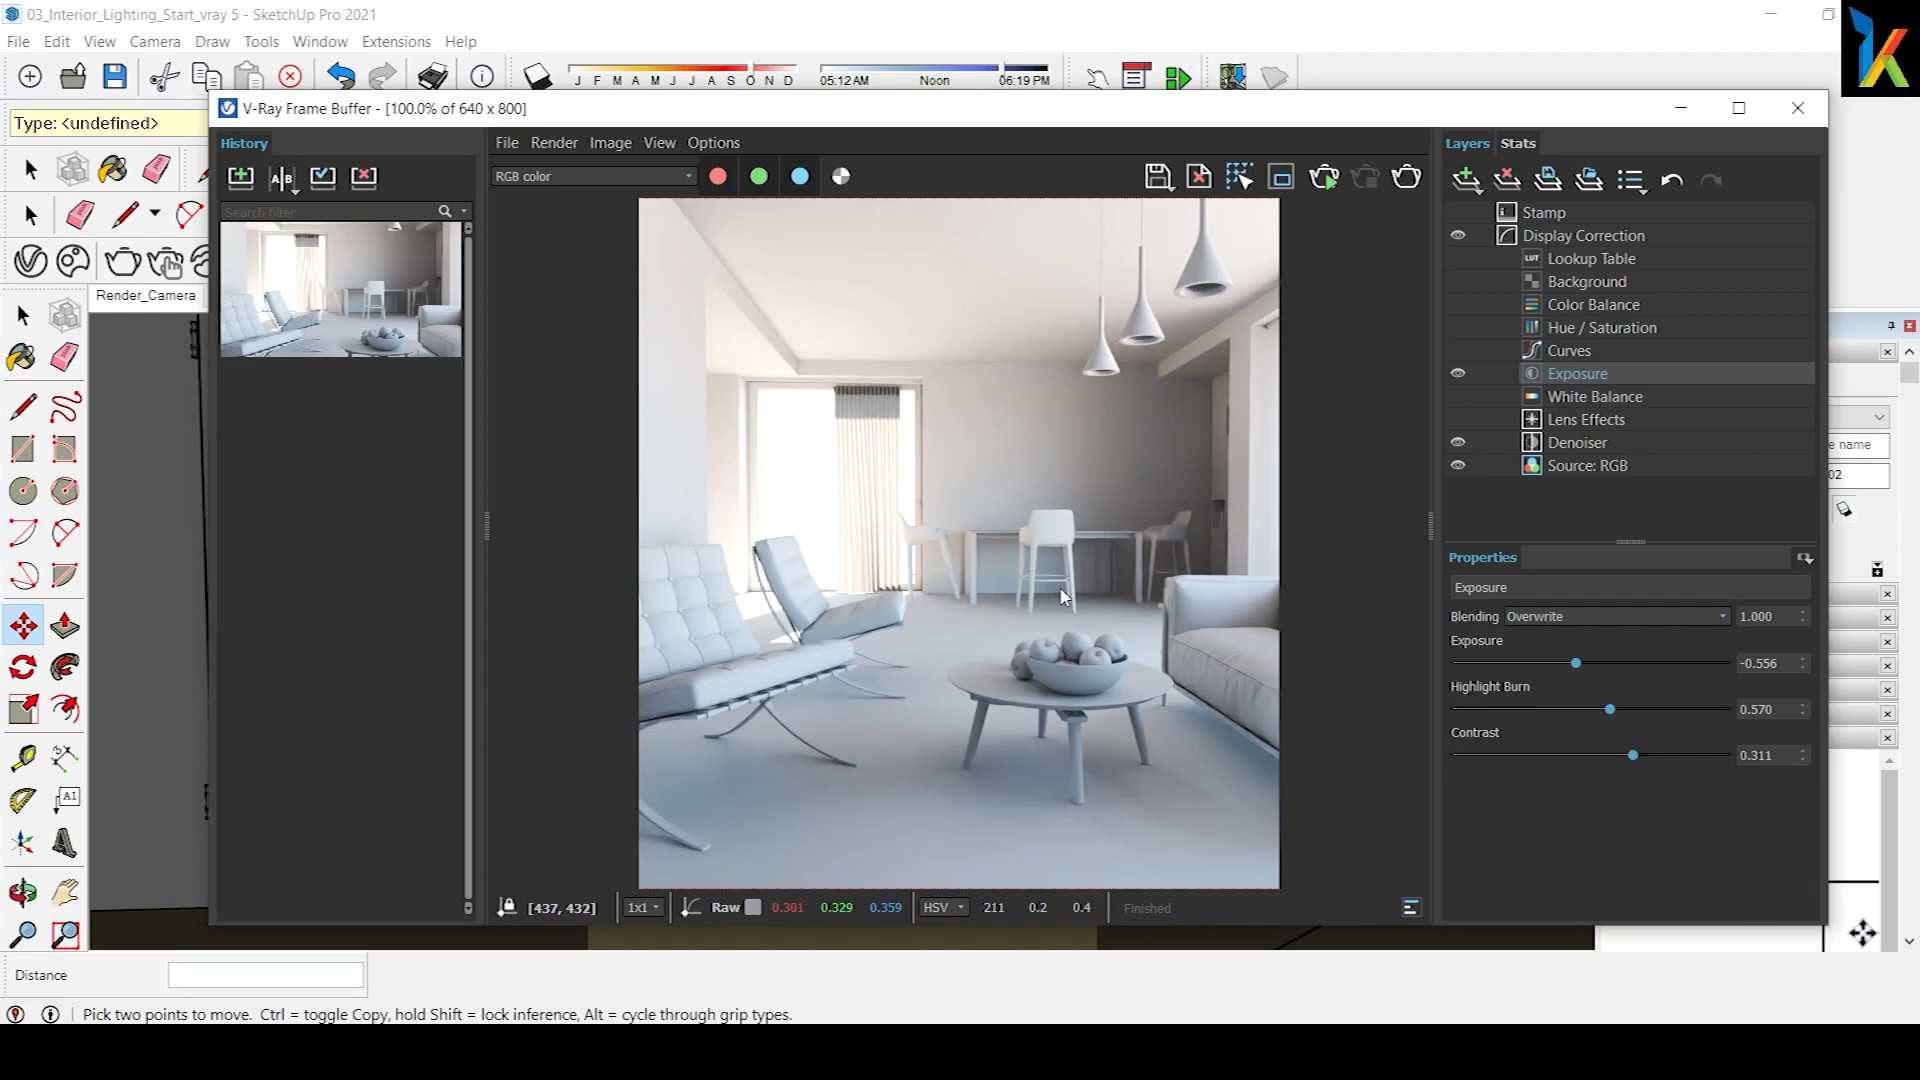 03_Interior_Lighting_Start_vray 5 - SketchUp Pro 2021
File Edit View Camera Draw Tools Window Extensions Help
J F M A M J J A S O N D
05:12 AM Noon 06:19 PM
Type: <undefined>
V-Ray Frame Buffer - [100.0% of 640 x 800]
History
File Render Image View Options
Layers Stats
RGB color
Search filter
Stamp
Display Correction
Lookup Table
Background
Color Balance
Hue / Saturation
Curves
Exposure
White Balance
Lens Effects
Denoiser
Source: RGB
Render_Camera
e name
02
Properties
Exposure
Blending Overwrite 1.000
Exposure
-0.556
Highlight Burn
0.570
Contrast
0.311
[437, 432] 1x1 Raw 0.301 0.329 0.359 HSV 211 0.2 0.4 Finished
Distance
Pick two points to move. Ctrl = toggle Copy, hold Shift = lock inference, Alt = cycle through grip types.